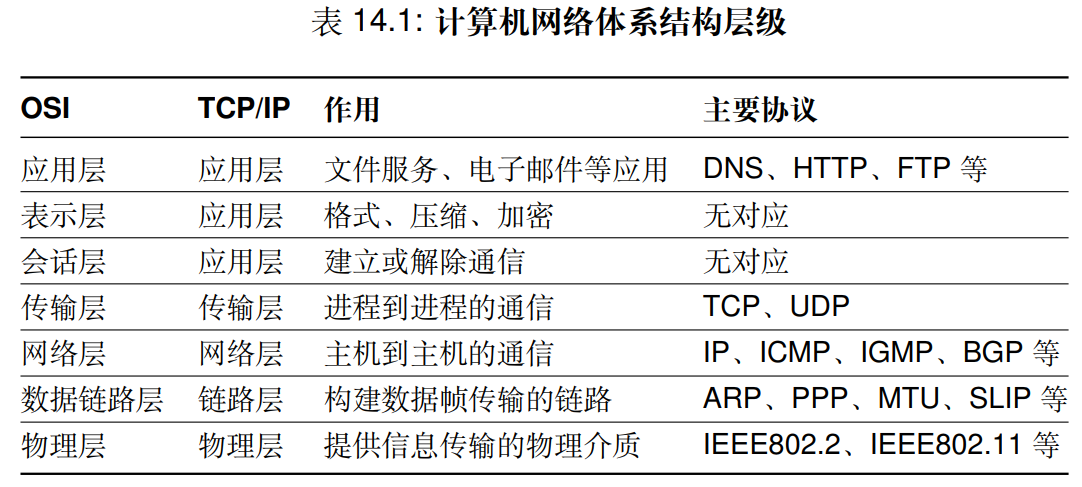 表 14.1: 计算机网络体系结构层级
OSI TCP/IP 作用 主要协议
应用层 应用层 文件服务、电子邮件等应用 DNS、HTTP、FTP 等
表示层 应用层 格式、压缩、加密 无对应
会话层 应用层 建立或解除通信 无对应
传输层 传输层 进程到进程的通信 TCP、UDP
网络层 网络层 主机到主机的通信 IP、ICMP、IGMP、BGP 等
数据链路层 链路层 构建数据帧传输的链路 ARP、PPP、MTU、SLIP 等
物理层 物理层 提供信息传输的物理介质 IEEE802.2、IEEE802.11 等